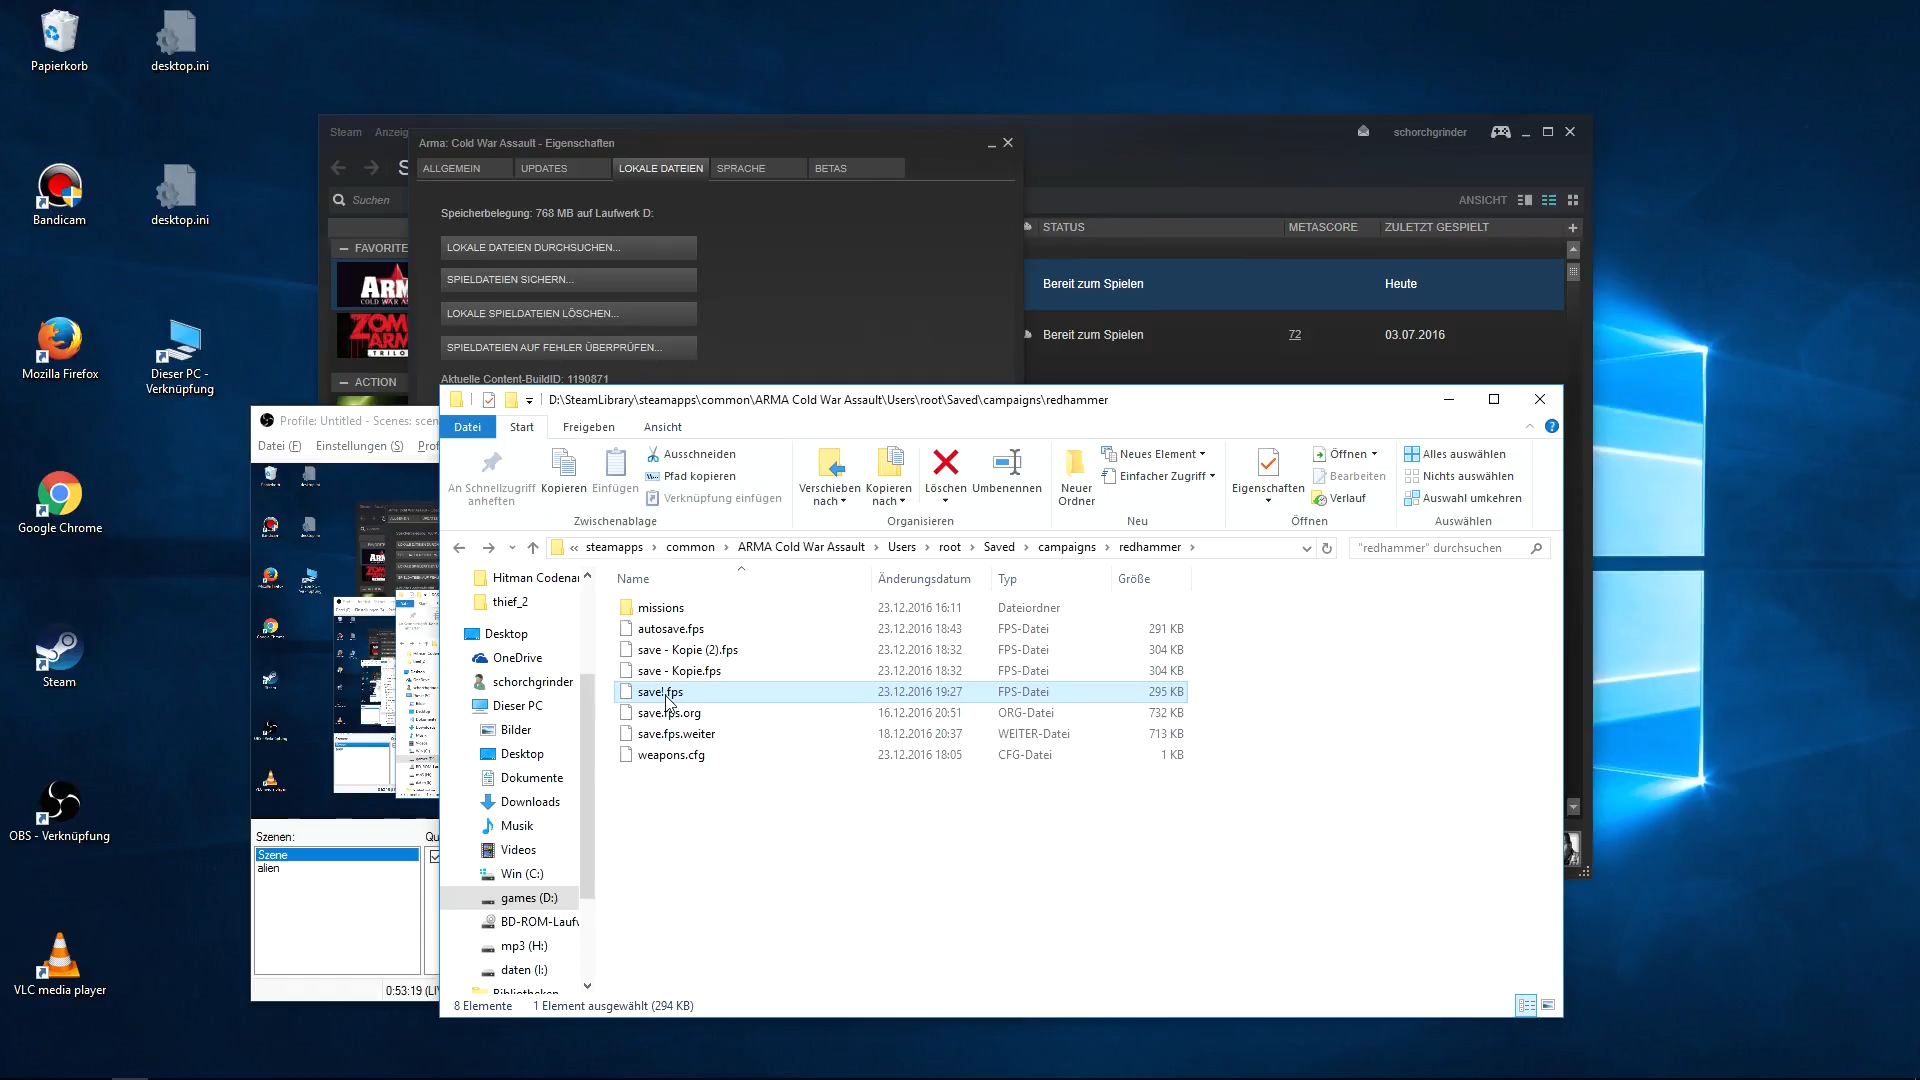 Papierkorb
desktop.ini
Bandicam
desktop.ini
Mozilla Firefox
Dieser PC -
Verknüpfung
Google Chrome
Steam
OBS - Verknüpfung
VLC media player
Steam Anzeig
schorchgrinder
Suchen
ANSICHT
STATUS METASCORE ZULETZT GESPIELT
FAVORITE
Bereit zum Spielen Heute
Bereit zum Spielen 72 03.07.2016
ACTION
Arma: Cold War Assault - Eigenschaften
ALLGEMEIN UPDATES LOKALE DATEIEN SPRACHE BETAS
Speicherbelegung: 768 MB auf Laufwerk D:
LOKALE DATEIEN DURCHSUCHEN...
SPIELDATEIEN SICHERN...
LOKALE SPIELDATEIEN LÖSCHEN...
SPIELDATEIEN AUF FEHLER ÜBERPRÜFEN...
Aktuelle Content-BuildID: 1190871
Profile: Untitled - Scenes: scen
Datei (F) Einstellungen (S) Prof
Szenen: Qu
Szene
alien
0:53:19 (LI
D:\SteamLibrary\steamapps\common\ARMA Cold War Assault\Users\root\Saved\campaigns\redhammer
Datei Start Freigeben Ansicht
An Schnellzugriff
anheften
Kopieren
Einfügen
Ausschneiden
Pfad kopieren
Verknüpfung einfügen
Zwischenablage
Verschieben
nach
Kopieren
nach
Löschen
Umbenennen
Organisieren
Neuer
Ordner
Neues Element
Einfacher Zugriff
Neu
Eigenschaften
Öffnen
Bearbeiten
Verlauf
Öffnen
Alles auswählen
Nichts auswählen
Auswahl umkehren
Auswählen
« steamapps › common › ARMA Cold War Assault › Users › root › Saved › campaigns › redhammer ›
"redhammer" durchsuchen
Hitman Codenam
thief_2
Desktop
OneDrive
schorchgrinder
Dieser PC
Bilder
Desktop
Dokumente
Downloads
Musik
Videos
Win (C:)
games (D:)
BD-ROM-Laufw
mp3 (H:)
daten (I:)
Bibliotheken
Name Änderungsdatum Typ Größe
missions 23.12.2016 16:11 Dateiordner
autosave.fps 23.12.2016 18:43 FPS-Datei 291 KB
save - Kopie (2).fps 23.12.2016 18:32 FPS-Datei 304 KB
save - Kopie.fps 23.12.2016 18:32 FPS-Datei 304 KB
save!.fps 23.12.2016 19:27 FPS-Datei 295 KB
save.fps.org 16.12.2016 20:51 ORG-Datei 732 KB
save.fps.weiter 18.12.2016 20:37 WEITER-Datei 713 KB
weapons.cfg 23.12.2016 18:05 CFG-Datei 1 KB
8 Elemente 1 Element ausgewählt (294 KB)